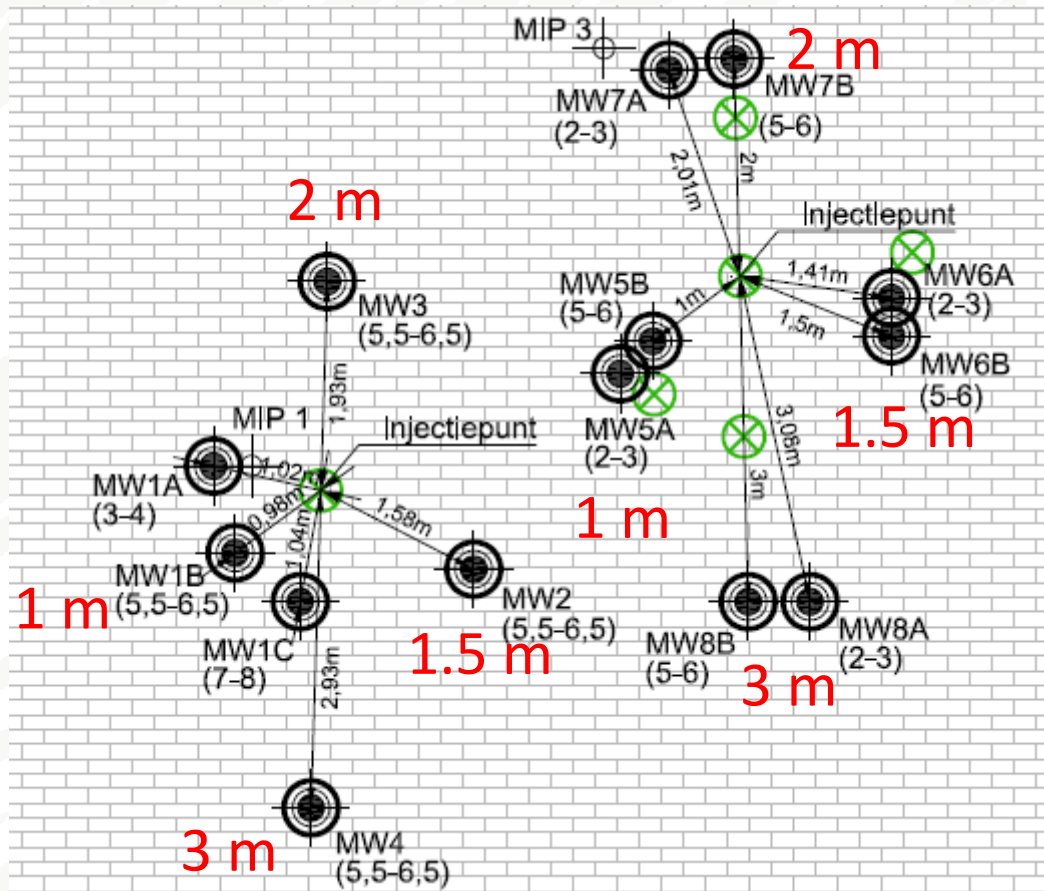 MIP 3
2 m
MW7A
(2-3)
MW7B
(5-6)
2,01m
2m
2 m
Injectiepunt
MW3
(5,5-6,5)
MW5B
(5-6)
1m
1,41m
1,5m
MW6A
(2-3)
MW6B
(5-6)
1.5 m
1,93m
MIP 1
Injectiepunt
MW5A
(2-3)
1 m
3,08m
3m
MW1A
(3-4)
1,02m
0,98m
1,04m
1,58m
MW1B
(5,5-6,5)
1 m
MW1C
(7-8)
MW2
(5,5-6,5)
1.5 m
MW8B
(5-6)
MW8A
(2-3)
3 m
2,93m
MW4
(5,5-6,5)
3 m